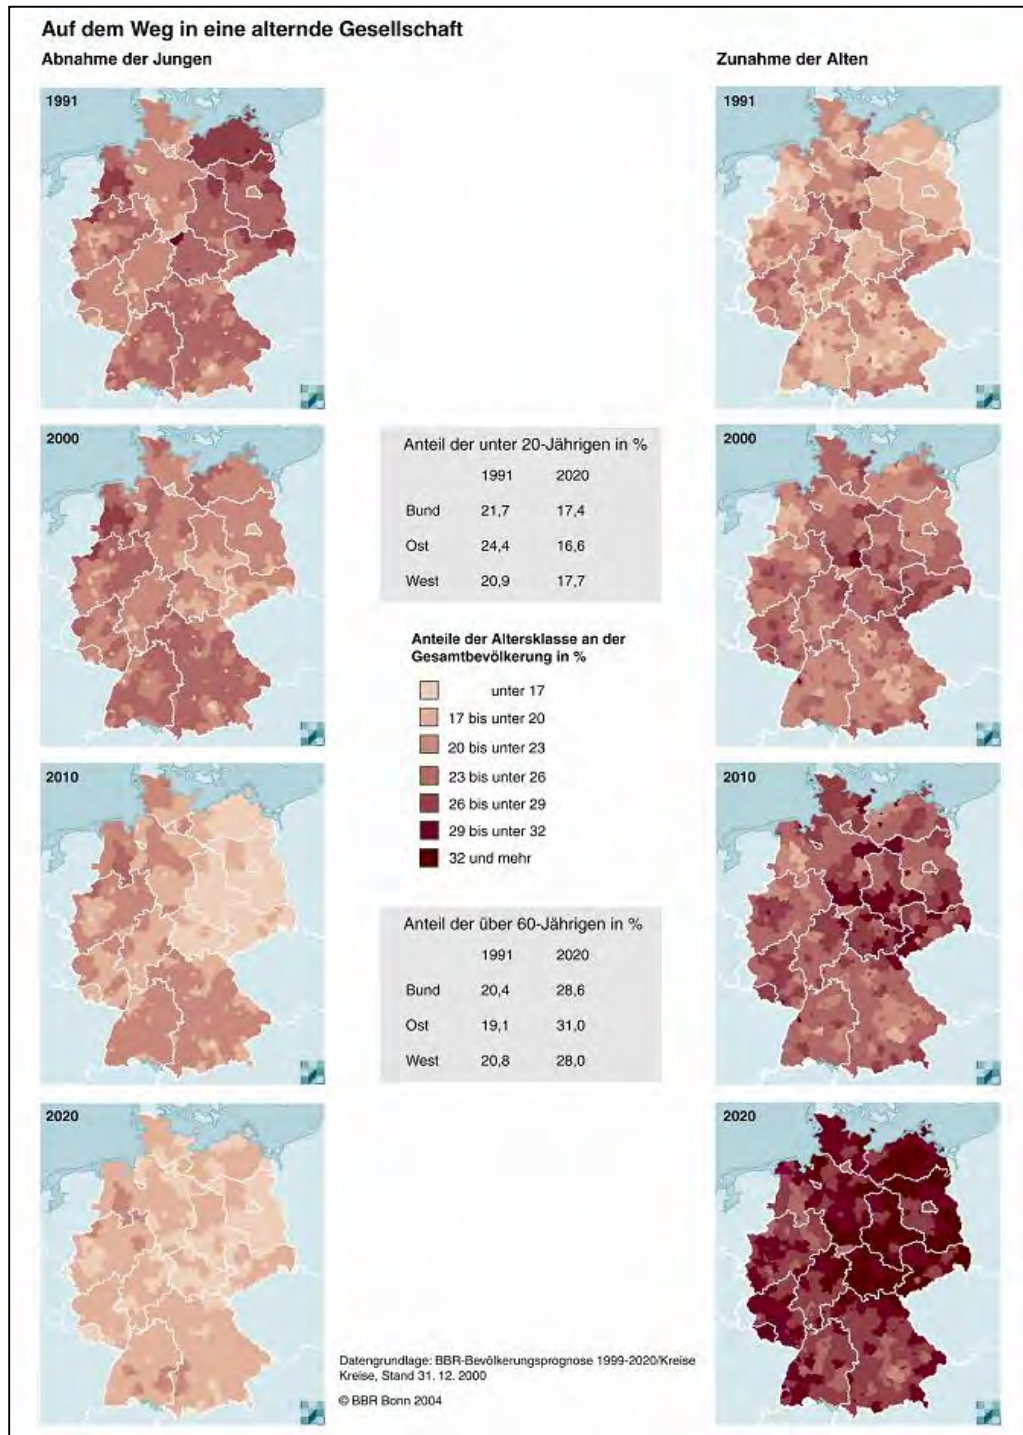 Auf dem Weg in eine alternde Gesellschaft
Abnahme der Jungen
Zunahme der Alten
1991
1991
2000
2000
Anteil der unter 20-Jährigen in %
1991 2020
Bund 21,7 17,4
Ost 24,4 16,6
West 20,9 17,7
Anteile der Altersklasse an der
Gesamtbevölkerung in %
unter 17
17 bis unter 20
20 bis unter 23
23 bis unter 26
26 bis unter 29
29 bis unter 32
32 und mehr
2010
2010
Anteil der über 60-Jährigen in %
1991 2020
Bund 20,4 28,6
Ost 19,1 31,0
West 20,8 28,0
2020
2020
Datengrundlage: BBR-Bevölkerungsprognose 1999-2020/Kreise
Kreise, Stand 31. 12. 2000
© BBR Bonn 2004